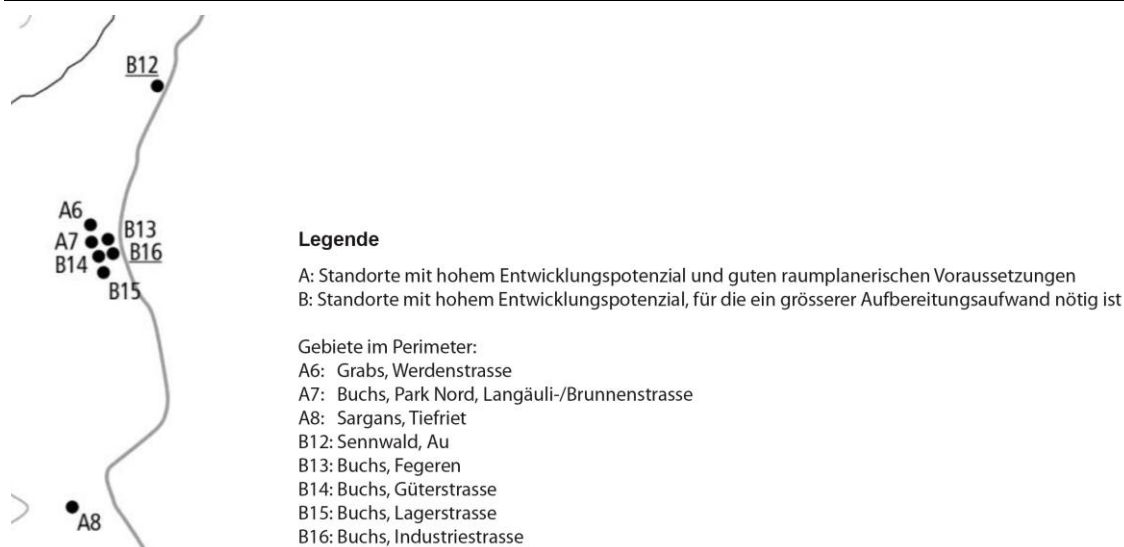 B12
A6
B13
A7
B16
B14
B15
A8
Legende
A: Standorte mit hohem Entwicklungspotenzial und guten raumplanerischen Voraussetzungen
B: Standorte mit hohem Entwicklungspotenzial, für die ein grösserer Aufbereitungsaufwand nötig ist
Gebiete im Perimeter:
A6: Grabs, Werdenstrasse
A7: Buchs, Park Nord, Langäuli-/Brunnenstrasse
A8: Sargans, Tiefriet
B12: Sennwald, Au
B13: Buchs, Fegeren
B14: Buchs, Güterstrasse
B15: Buchs, Lagerstrasse
B16: Buchs, Industriestrasse